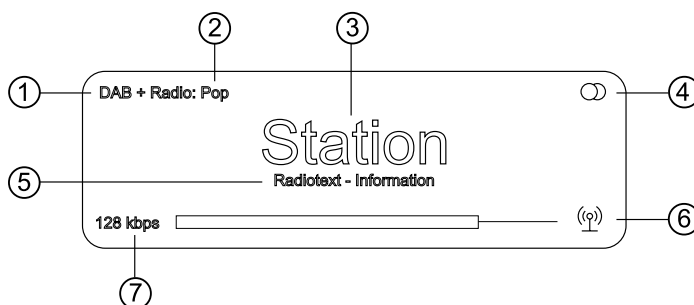 ② ③
① DAB + Radio: Pop ④
Station
⑤ Radiotext - Information
128 kbps ⑥
⑦